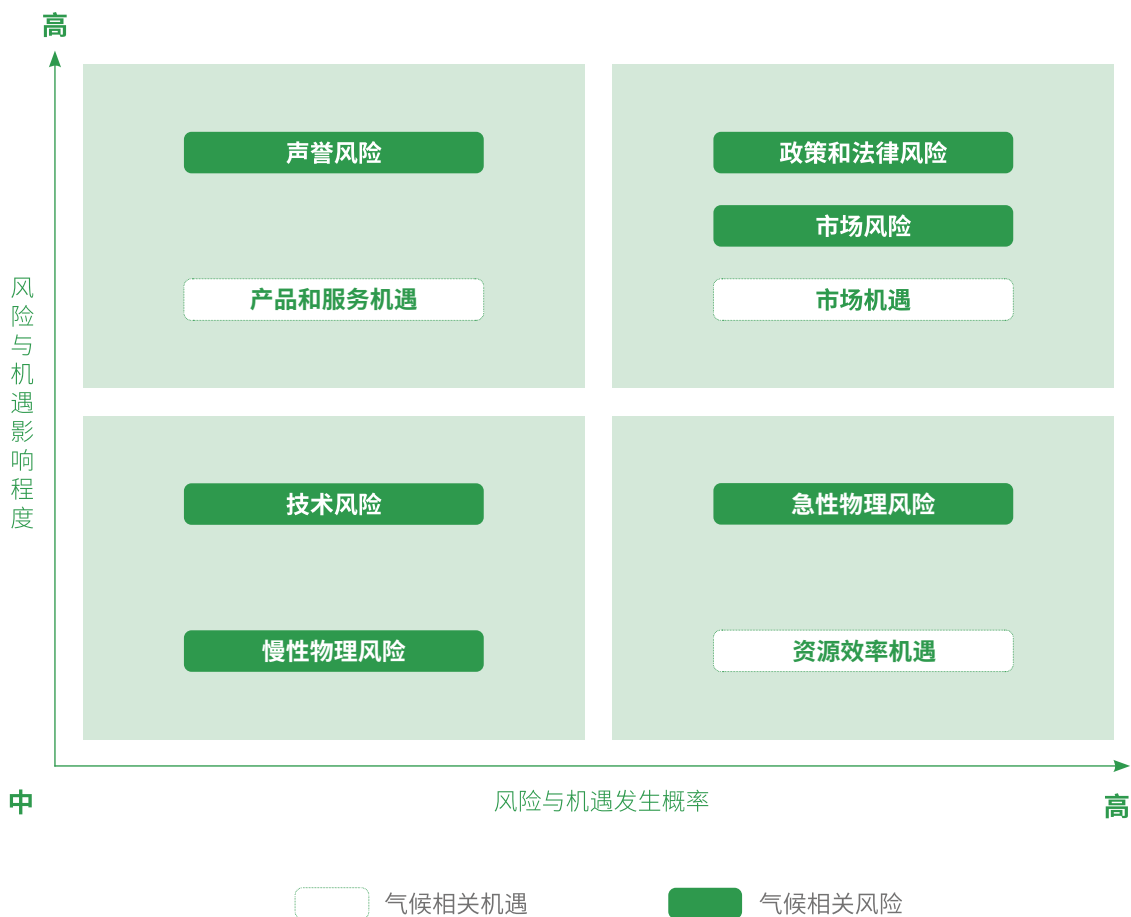 高
声誉风险
政策和法律风险
市场风险
产品和服务机遇
市场机遇
风险与机遇影响程度
技术风险
急性物理风险
慢性物理风险
资源效率机遇
中
风险与机遇发生概率
高
气候相关机遇
气候相关风险